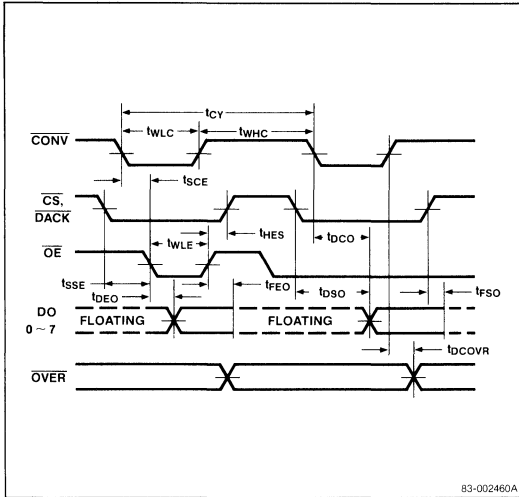 tCY
tWLC
tWHC
CONV
tSCE
CS,
DACK
tHES
tWLE
tDCO
OE
tSSE
tFEO
tDSO
tFSO
tDEO
DO
0 ~ 7
FLOATING
FLOATING
tDCOVR
OVER
83-002460A